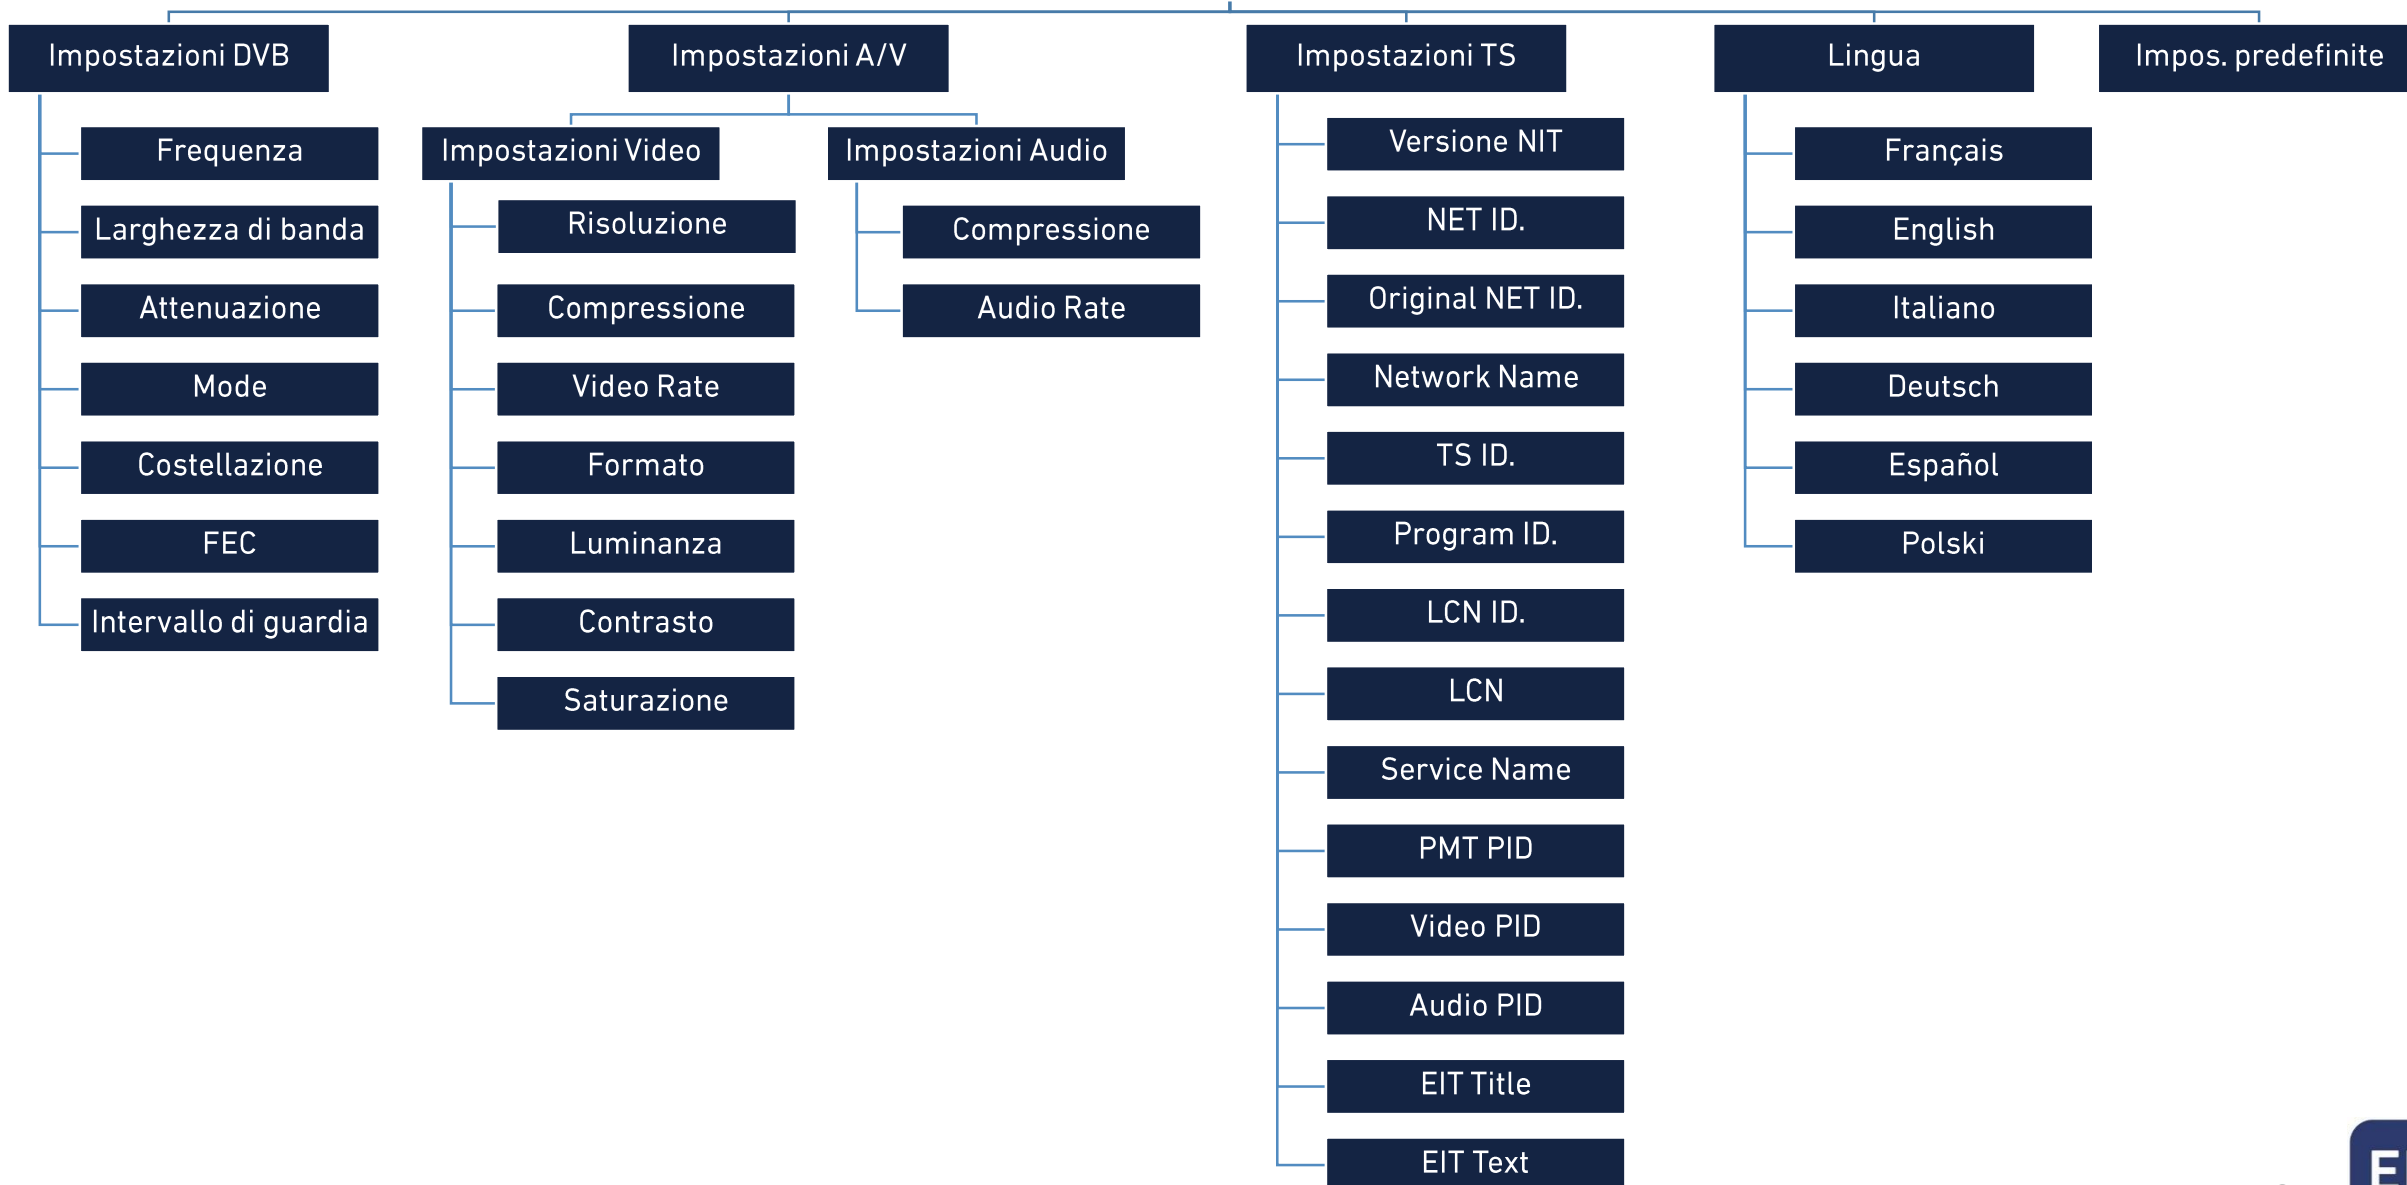 Impostazioni DVB
Frequenza
Larghezza di banda
Attenuazione
Mode
Costellazione
FEC
Intervallo di guardia
Impostazioni A/V
Impostazioni Video
Risoluzione
Compressione
Video Rate
Formato
Luminanza
Contrasto
Saturazione
Impostazioni Audio
Compressione
Audio Rate
Impostazioni TS
Versione NIT
NET ID.
Original NET ID.
Network Name
TS ID.
Program ID.
LCN ID.
LCN
Service Name
PMT PID
Video PID
Audio PID
EIT Title
EIT Text
Lingua
Français
English
Italiano
Deutsch
Español
Polski
Impos. predefinite